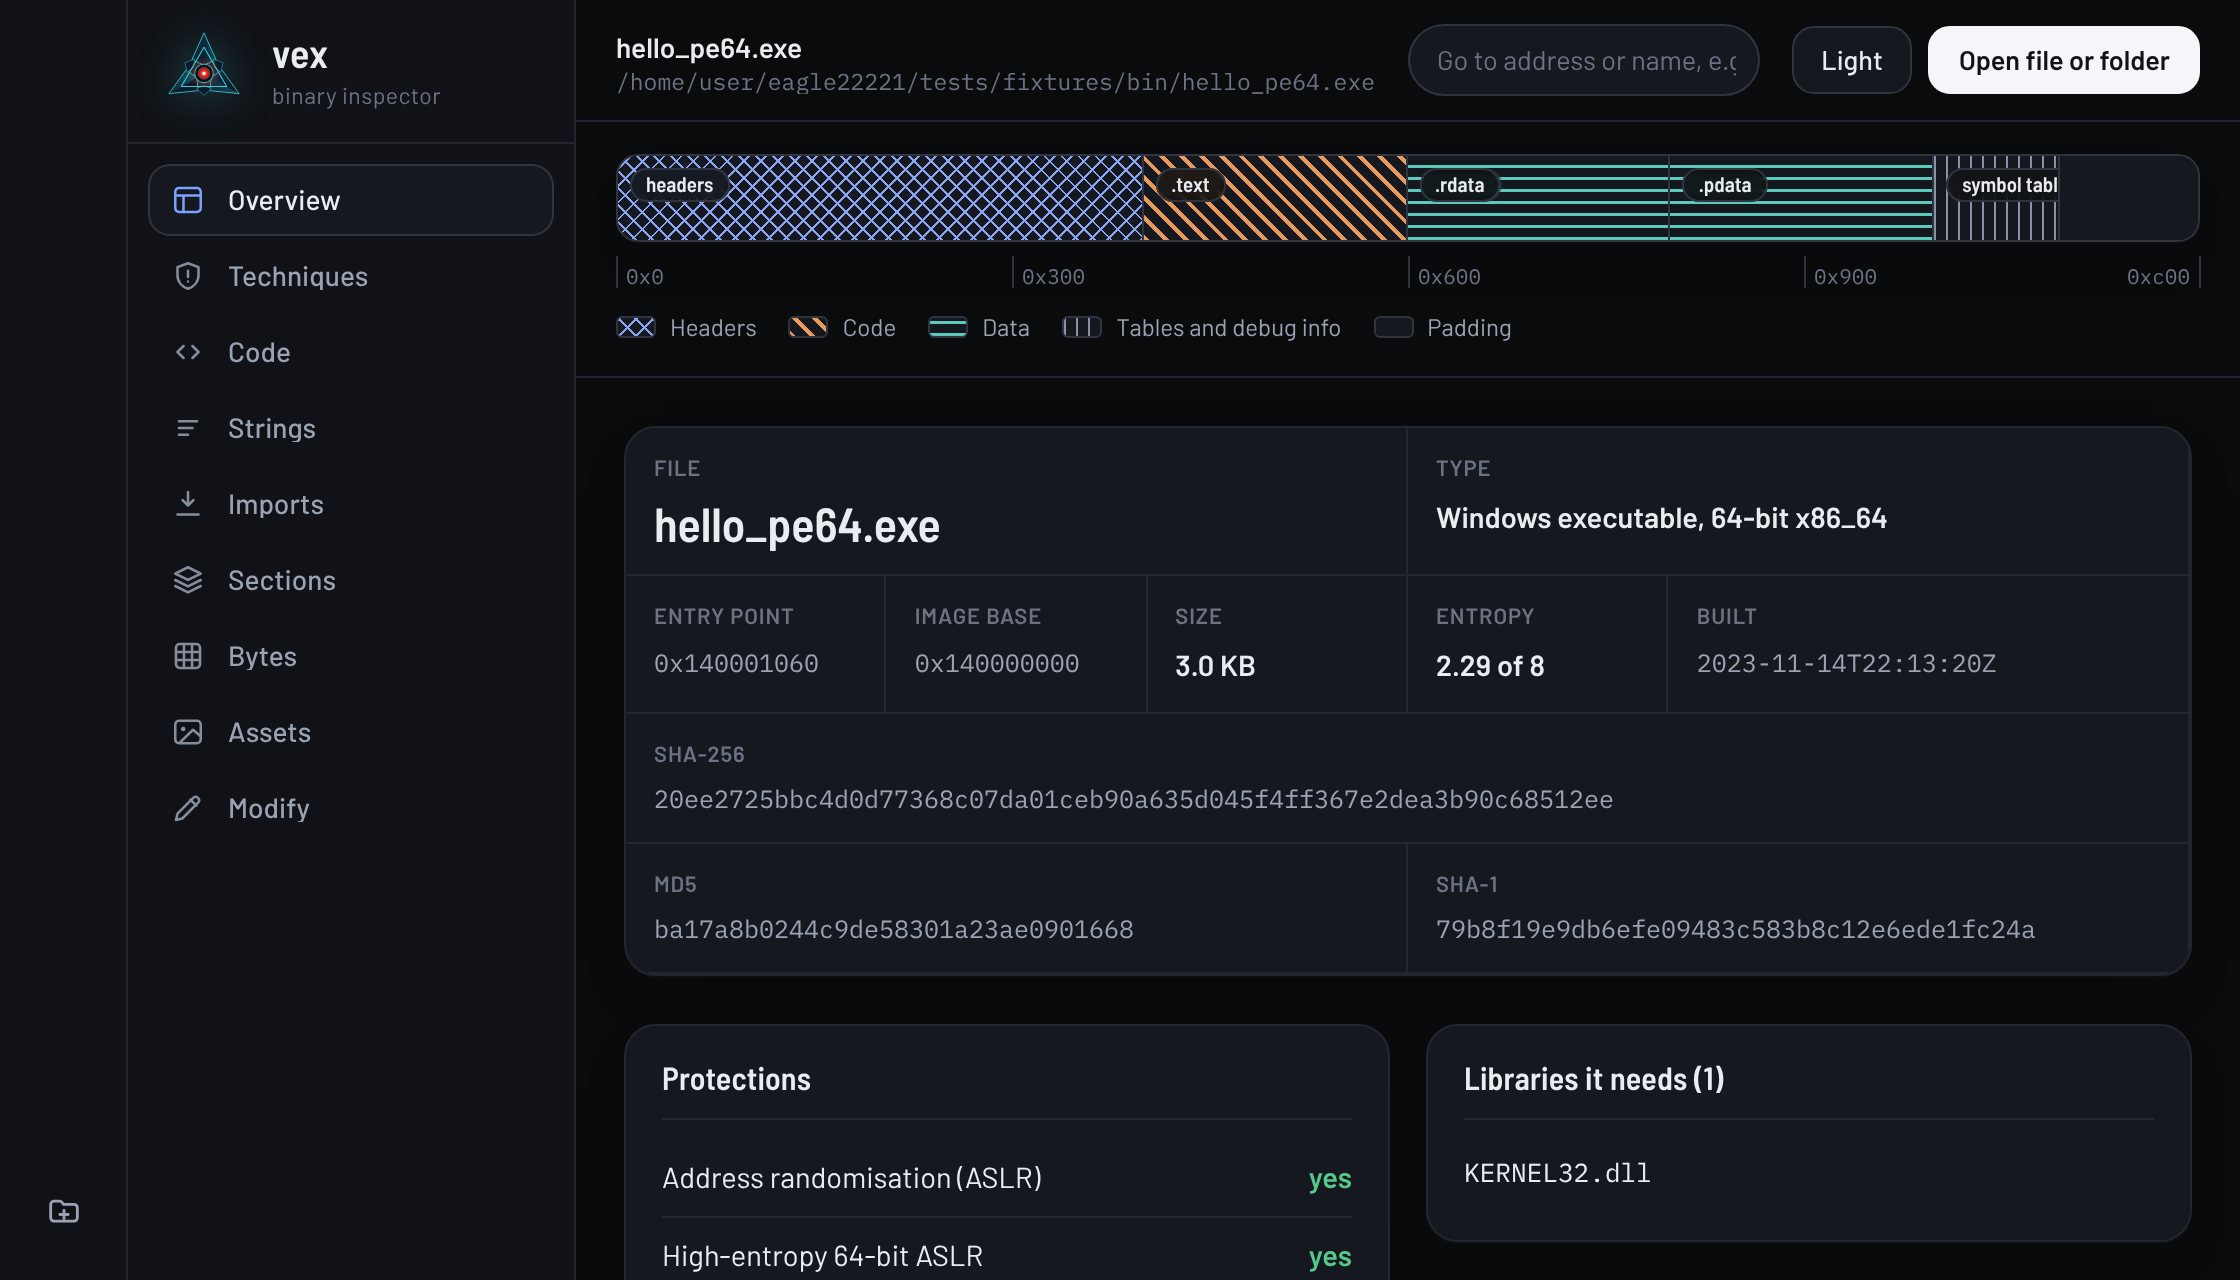 vex
binary inspector
Overview
Techniques
Code
Strings
Imports
Sections
Bytes
Assets
Modify
hello_pe64.exe
/home/user/eagle22221/tests/fixtures/bin/hello_pe64.exe
Go to address or name, e.g
Light
Open file or folder
headers
.text
.rdata
.pdata
symbol tabl
0x0
0x300
0x600
0x900
0xc00
Headers
Code
Data
Tables and debug info
Padding
FILE
hello_pe64.exe
TYPE
Windows executable, 64-bit x86_64
ENTRY POINT
0x140001060
IMAGE BASE
0x140000000
SIZE
3.0 KB
ENTROPY
2.29 of 8
BUILT
2023-11-14T22:13:20Z
SHA-256
20ee2725bbc4d0d77368c07da01ceb90a635d045f4ff367e2dea3b90c68512ee
MD5
ba17a8b0244c9de58301a23ae0901668
SHA-1
79b8f19e9db6efe09483c583b8c12e6ede1fc24a
Protections
Address randomisation (ASLR)
yes
High-entropy 64-bit ASLR
yes
Libraries it needs (1)
KERNEL32.dll